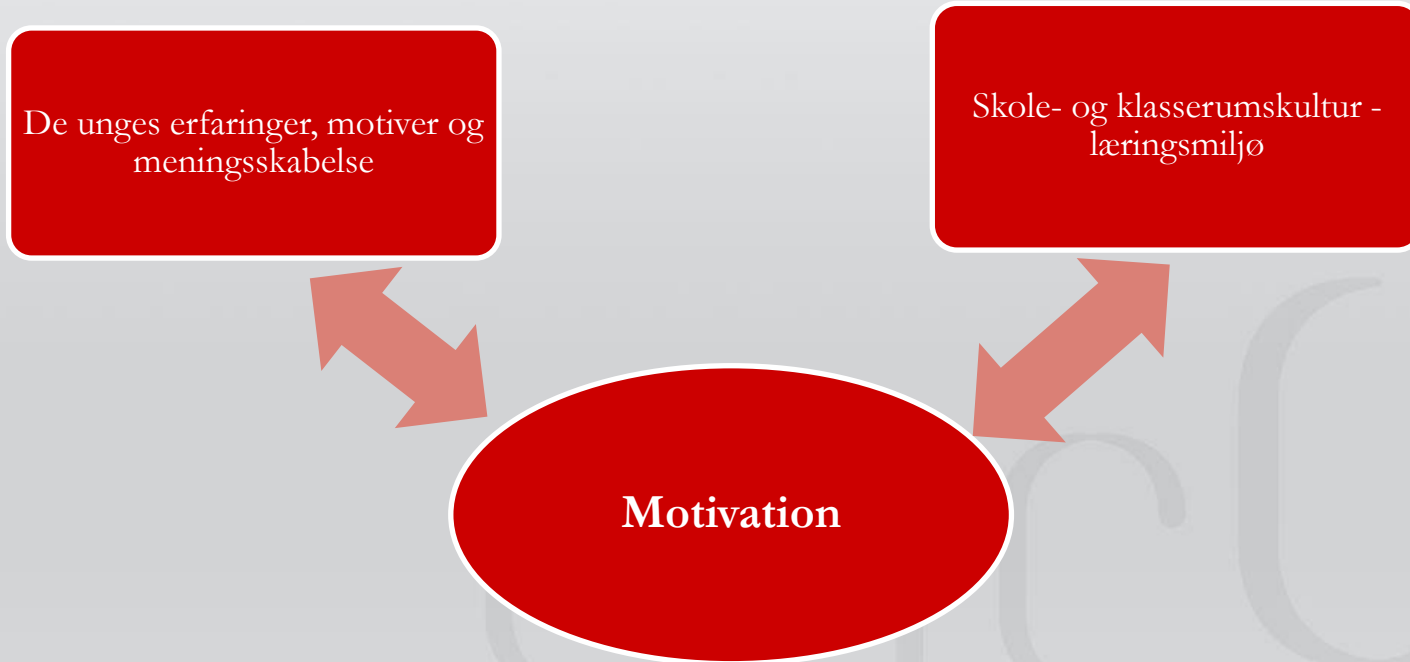 De unges erfaringer, motiver og
meningsskabelse
Skole- og klasserumskultur -
læringsmiljø
Motivation